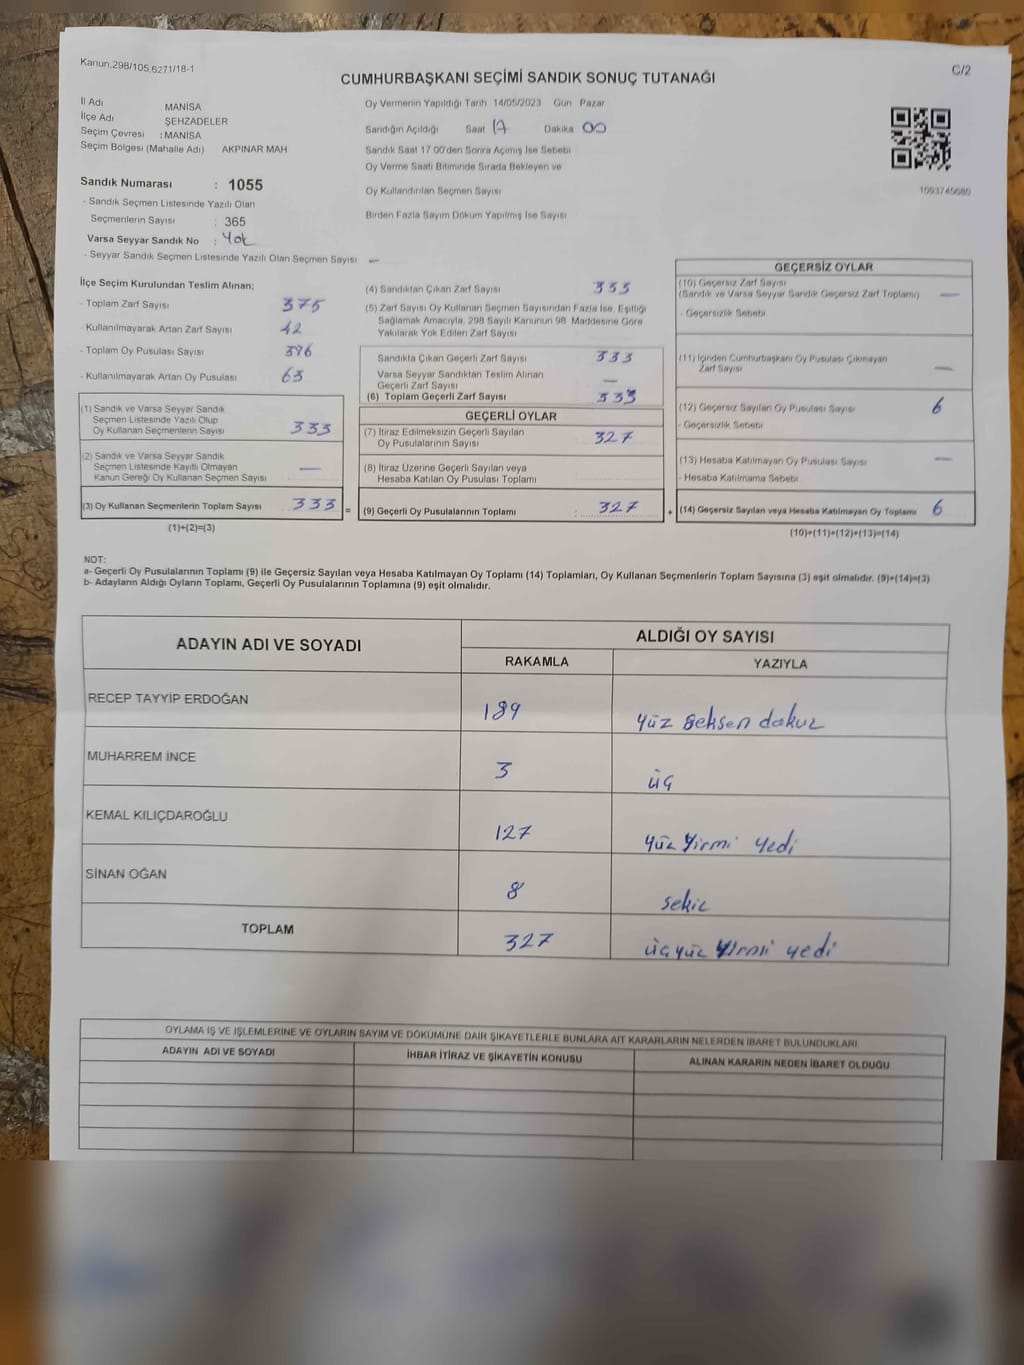 Kanun.298/105,6271/18-1
C/2
CUMHURBAŞKANI SEÇİMİ SANDIK SONUÇ TUTANAĞI
İl Adı MANİSA
İlçe Adı ŞEHZADELER
Seçim Çevresi : MANİSA
Seçim Bölgesi (Mahalle Adı) AKPINAR MAH
Sandık Numarası : 1055
- Sandık Seçmen Listesinde Yazılı Olan
Seçmenlerin Sayısı : 365
Varsa Seyyar Sandık No : Yok
- Seyyar Sandık Seçmen Listesinde Yazılı Olan Seçmen Sayısı —
Oy Vermenin Yapıldığı Tarih 14/05/2023 Gün Pazar
Sandığın Açıldığı Saat 17 Dakika 00
Sandık Saat 17.00'den Sonra Açımış İse Sebebi
Oy Verme Saati Bitiminde Sırada Bekleyen ve
Oy Kullandırılan Seçmen Sayısı
Birden Fazla Sayım Döküm Yapılmış İse Sayısı
İlçe Seçim Kurulundan Teslim Alınan;
- Toplam Zarf Sayısı 375
- Kullanılmayarak Artan Zarf Sayısı 42
- Toplam Oy Pusulası Sayısı 396
- Kullanılmayarak Artan Oy Pusulası 63
(1) Sandık ve Varsa Seyyar Sandık
Seçmen Listesinde Yazılı Olup
Oy Kullanan Seçmenlerin Sayısı 333
(2) Sandık ve Varsa Seyyar Sandık
Seçmen Listesinde Kayıtlı Olmayan
Kanun Gereği Oy Kullanan Seçmen Sayısı —
(3) Oy Kullanan Seçmenlerin Toplam Sayısı 333 =
(1)+(2)=(3)
(4) Sandıktan Çıkan Zarf Sayısı 333
(5) Zarf Sayısı Oy Kullanan Seçmen Sayısından Fazla İse, Eşitliği
Sağlamak Amacıyla, 298 Sayılı Kanunun 98. Maddesine Göre
Yakılarak Yok Edilen Zarf Sayısı
Sandıkta Çıkan Geçerli Zarf Sayısı 333
Varsa Seyyar Sandıktan Teslim Alınan
Geçerli Zarf Sayısı —
(6) Toplam Geçerli Zarf Sayısı 333
GEÇERLİ OYLAR
(7) İtiraz Edilmeksizin Geçerli Sayılan
Oy Pusulalarının Sayısı 327
(8) İtiraz Üzerine Geçerli Sayılan veya
Hesaba Katılan Oy Pusulası Toplamı
(9) Geçerli Oy Pusulalarının Toplamı : 327 +
GEÇERSİZ OYLAR
(10) Geçersiz Zarf Sayısı
(Sandık ve Varsa Seyyar Sandık Geçersiz Zarf Toplamı) —
- Geçersizlik Sebebi
(11) İçinden Cumhurbaşkanı Oy Pusulası Çıkmayan
Zarf Sayısı —
(12) Geçersiz Sayılan Oy Pusulası Sayısı 6
- Geçersizlik Sebebi
(13) Hesaba Katılmayan Oy Pusulası Sayısı —
- Hesaba Katılmama Sebebi
(14) Geçersiz Sayılan veya Hesaba Katılmayan Oy Toplamı 6
(10)+(11)+(12)+(13)=(14)
NOT:
a- Geçerli Oy Pusulalarının Toplamı (9) ile Geçersiz Sayılan veya Hesaba Katılmayan Oy Toplamı (14) Toplamları, Oy Kullanan Seçmenlerin Toplam Sayısına (3) eşit olmalıdır. (9)+(14)=(3)
b- Adayların Aldığı Oyların Toplamı, Geçerli Oy Pusulalarının Toplamına (9) eşit olmalıdır.
ADAYIN ADI VE SOYADI
ALDIĞI OY SAYISI
RAKAMLA YAZIYLA
RECEP TAYYİP ERDOĞAN 189 yüz seksen dokuz
MUHARREM İNCE 3 üç
KEMAL KILIÇDAROĞLU 127 yüz yirmi yedi
SİNAN OĞAN 8 sekiz
TOPLAM 327 üçyüz yirmi yedi
OYLAMA İŞ VE İŞLEMLERİNE VE OYLARIN SAYIM VE DÖKÜMÜNE DAİR ŞİKAYETLERLE BUNLARA AİT KARARLARIN NELERDEN İBARET BULUNDUKLARI
ADAYIN ADI VE SOYADI İHBAR İTİRAZ VE ŞİKAYETİN KONUSU ALINAN KARARIN NEDEN İBARET OLDUĞU